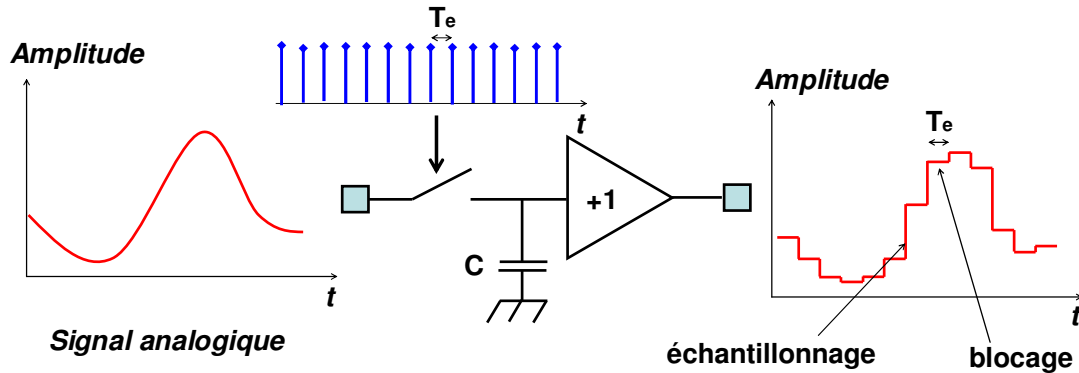 Amplitude
t
Signal analogique
Te
t
+1
C
Amplitude
Te
t
échantillonnage
blocage